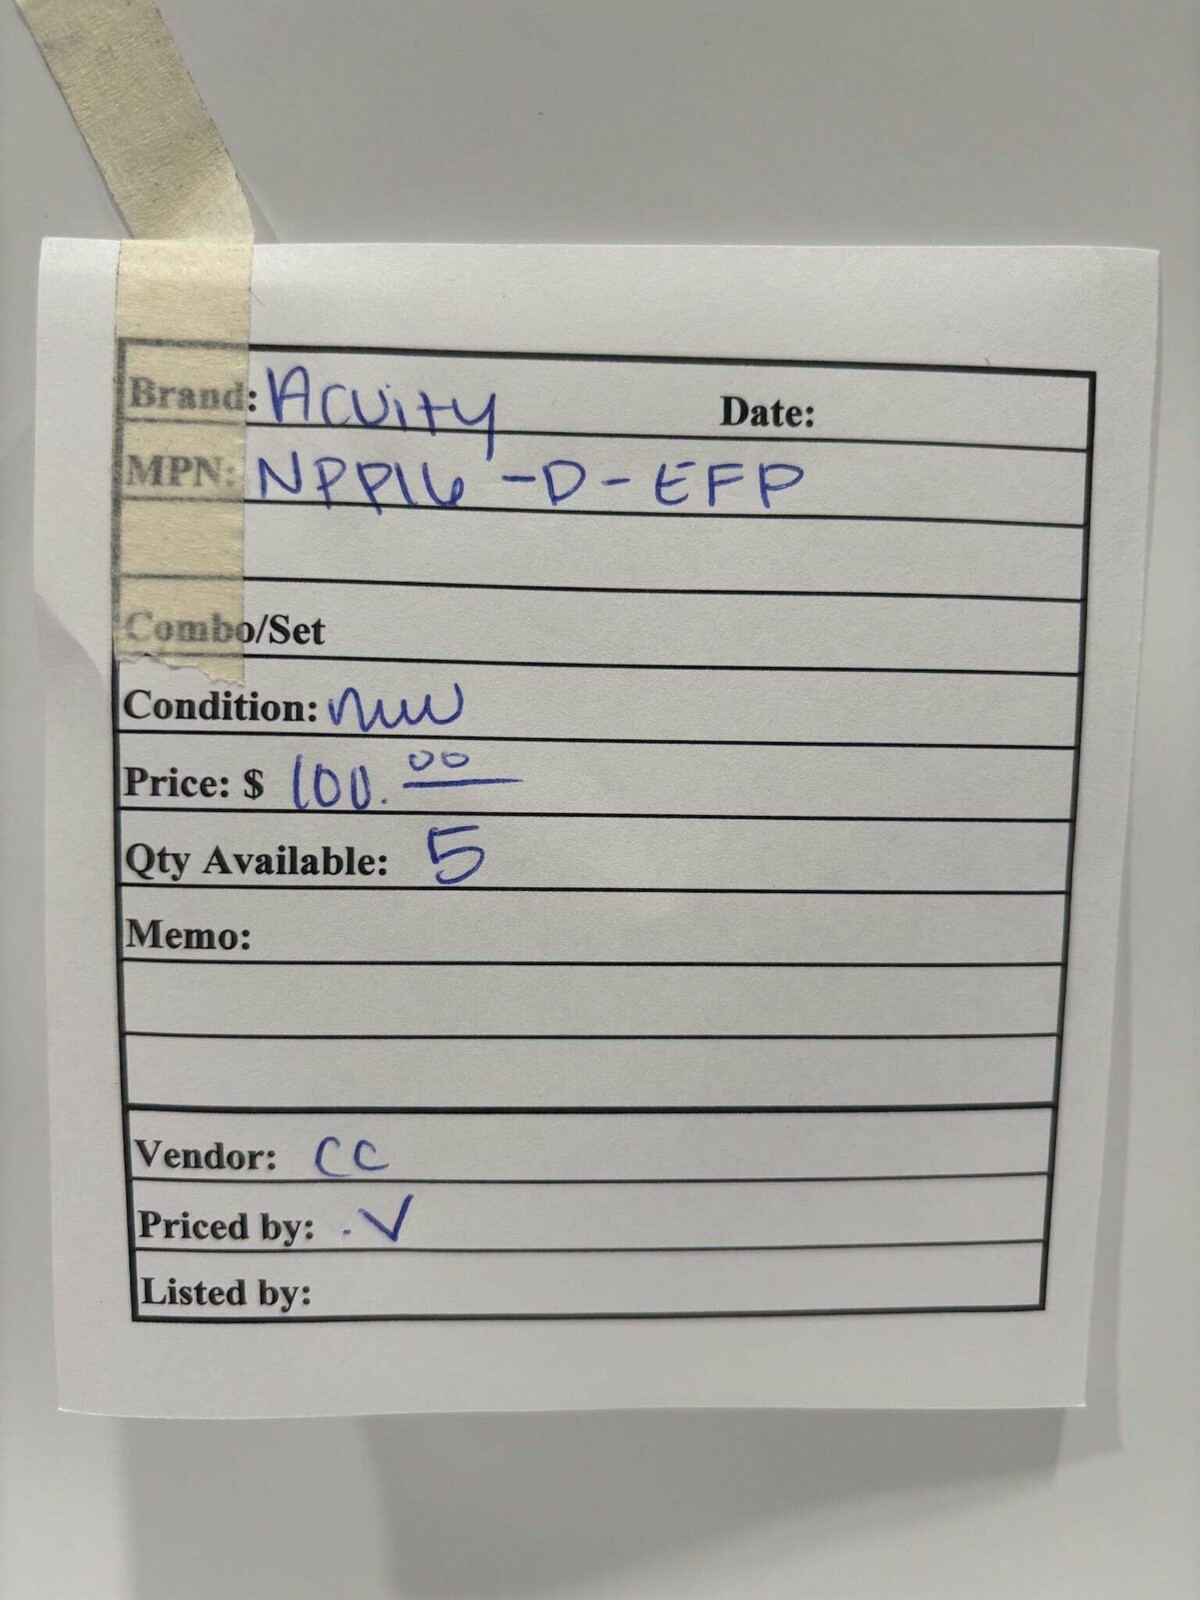 Brand: Acuity Date:
MPN: NPP16-D-EFP
Combo/Set
Condition: new
Price: $ 100.00
Qty Available: 5
Memo:
Vendor: CC
Priced by: .V
Listed by: